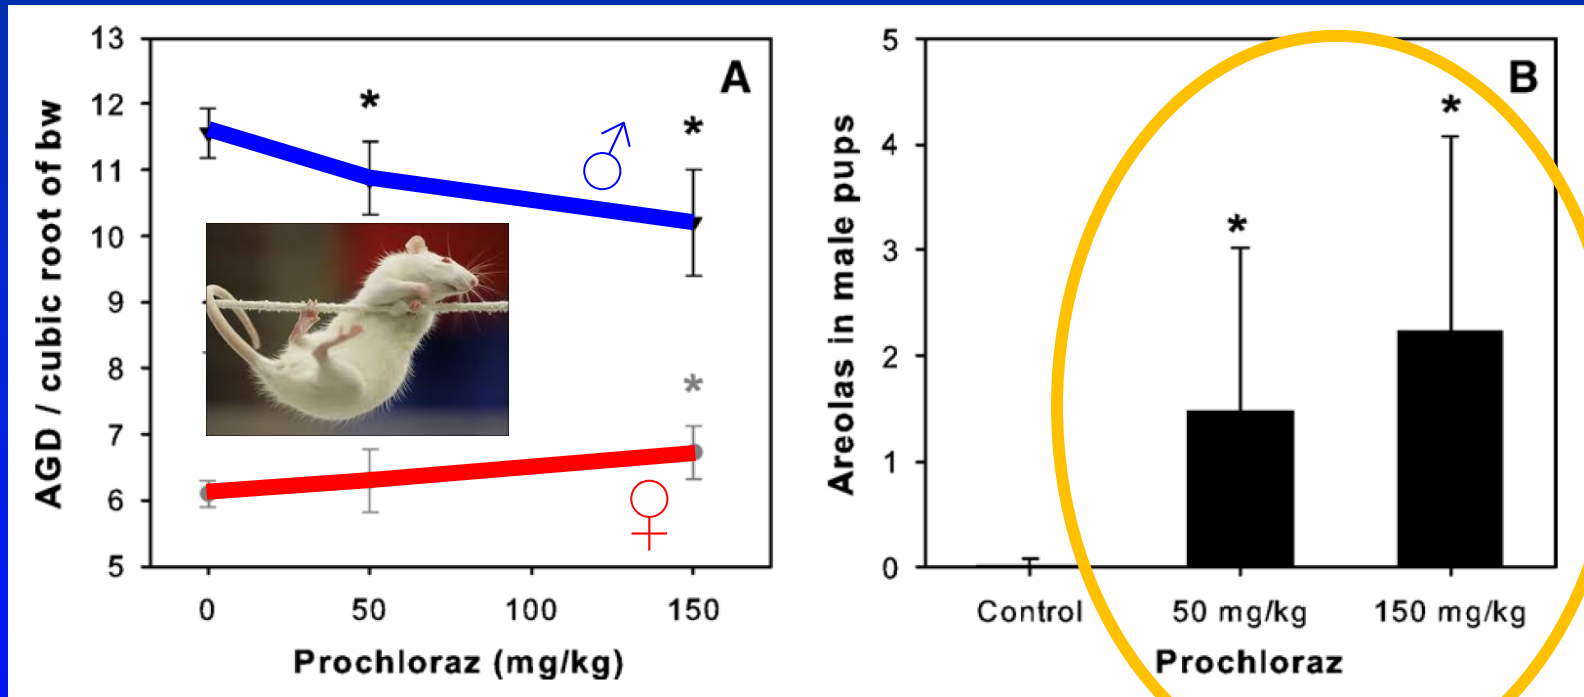 A
AGD / cubic root of bw
13
12
11
10
9
8
7
6
5
*
*
♂
*
♀
0 50 100 150
Prochloraz (mg/kg)
B
Areolas in male pups
5
4
3
2
1
0
*
*
Control 50 mg/kg 150 mg/kg
Prochloraz